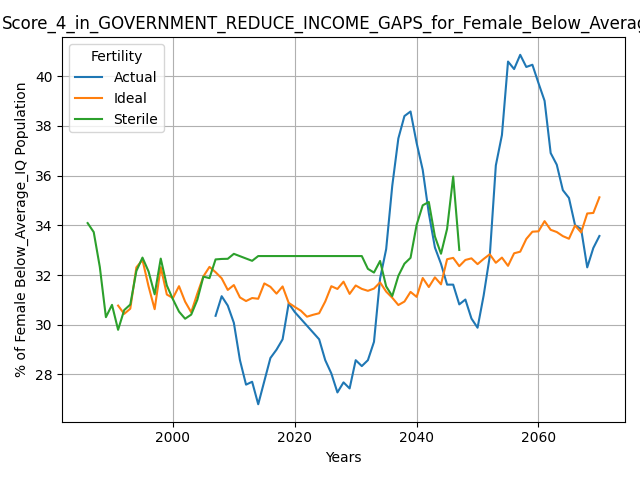 Score_4_in_GOVERNMENT_REDUCE_INCOME_GAPS_for_Female_Below_Averag
Fertility
Actual
Ideal
Sterile
% of Female Below_Average_IQ Population
40
38
36
34
32
30
28
2000 2020 2040 2060
Years